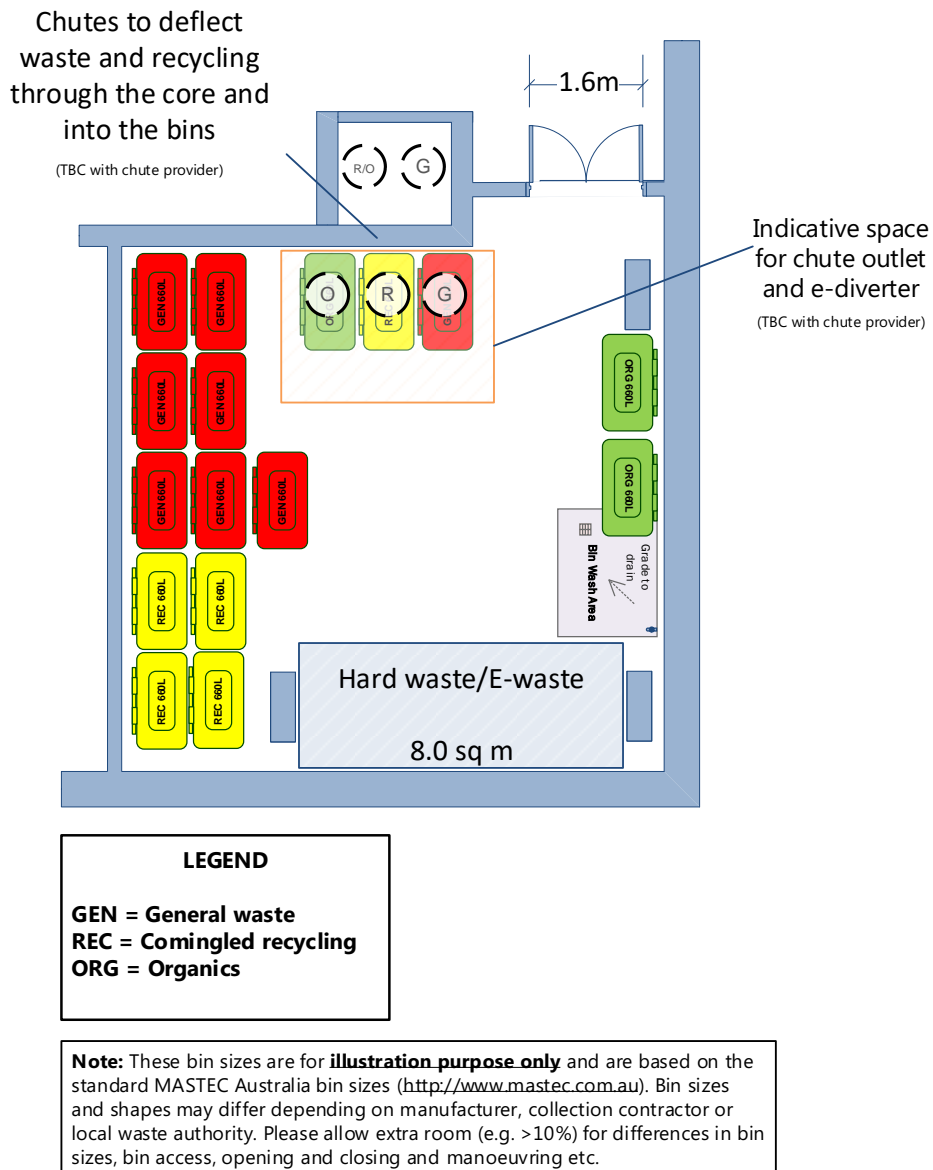 Chutes to deflect
waste and recycling
through the core and
into the bins
(TBC with chute provider)
1.6m
R/O
G
Indicative space
for chute outlet
and e-diverter
(TBC with chute provider)
O
R
G
GEN 660L
GEN 660L
GEN 660L
GEN 660L
GEN 660L
GEN 660L
GEN 660L
REC 660L
REC 660L
REC 660L
REC 660L
ORG 660L
ORG 660L
Grade to
drain
Bin Wash Area
Hard waste/E-waste
8.0 sq m
LEGEND
GEN = General waste
REC = Comingled recycling
ORG = Organics
Note: These bin sizes are for illustration purpose only and are based on the
standard MASTEC Australia bin sizes (http://www.mastec.com.au). Bin sizes
and shapes may differ depending on manufacturer, collection contractor or
local waste authority. Please allow extra room (e.g. >10%) for differences in bin
sizes, bin access, opening and closing and manoeuvring etc.